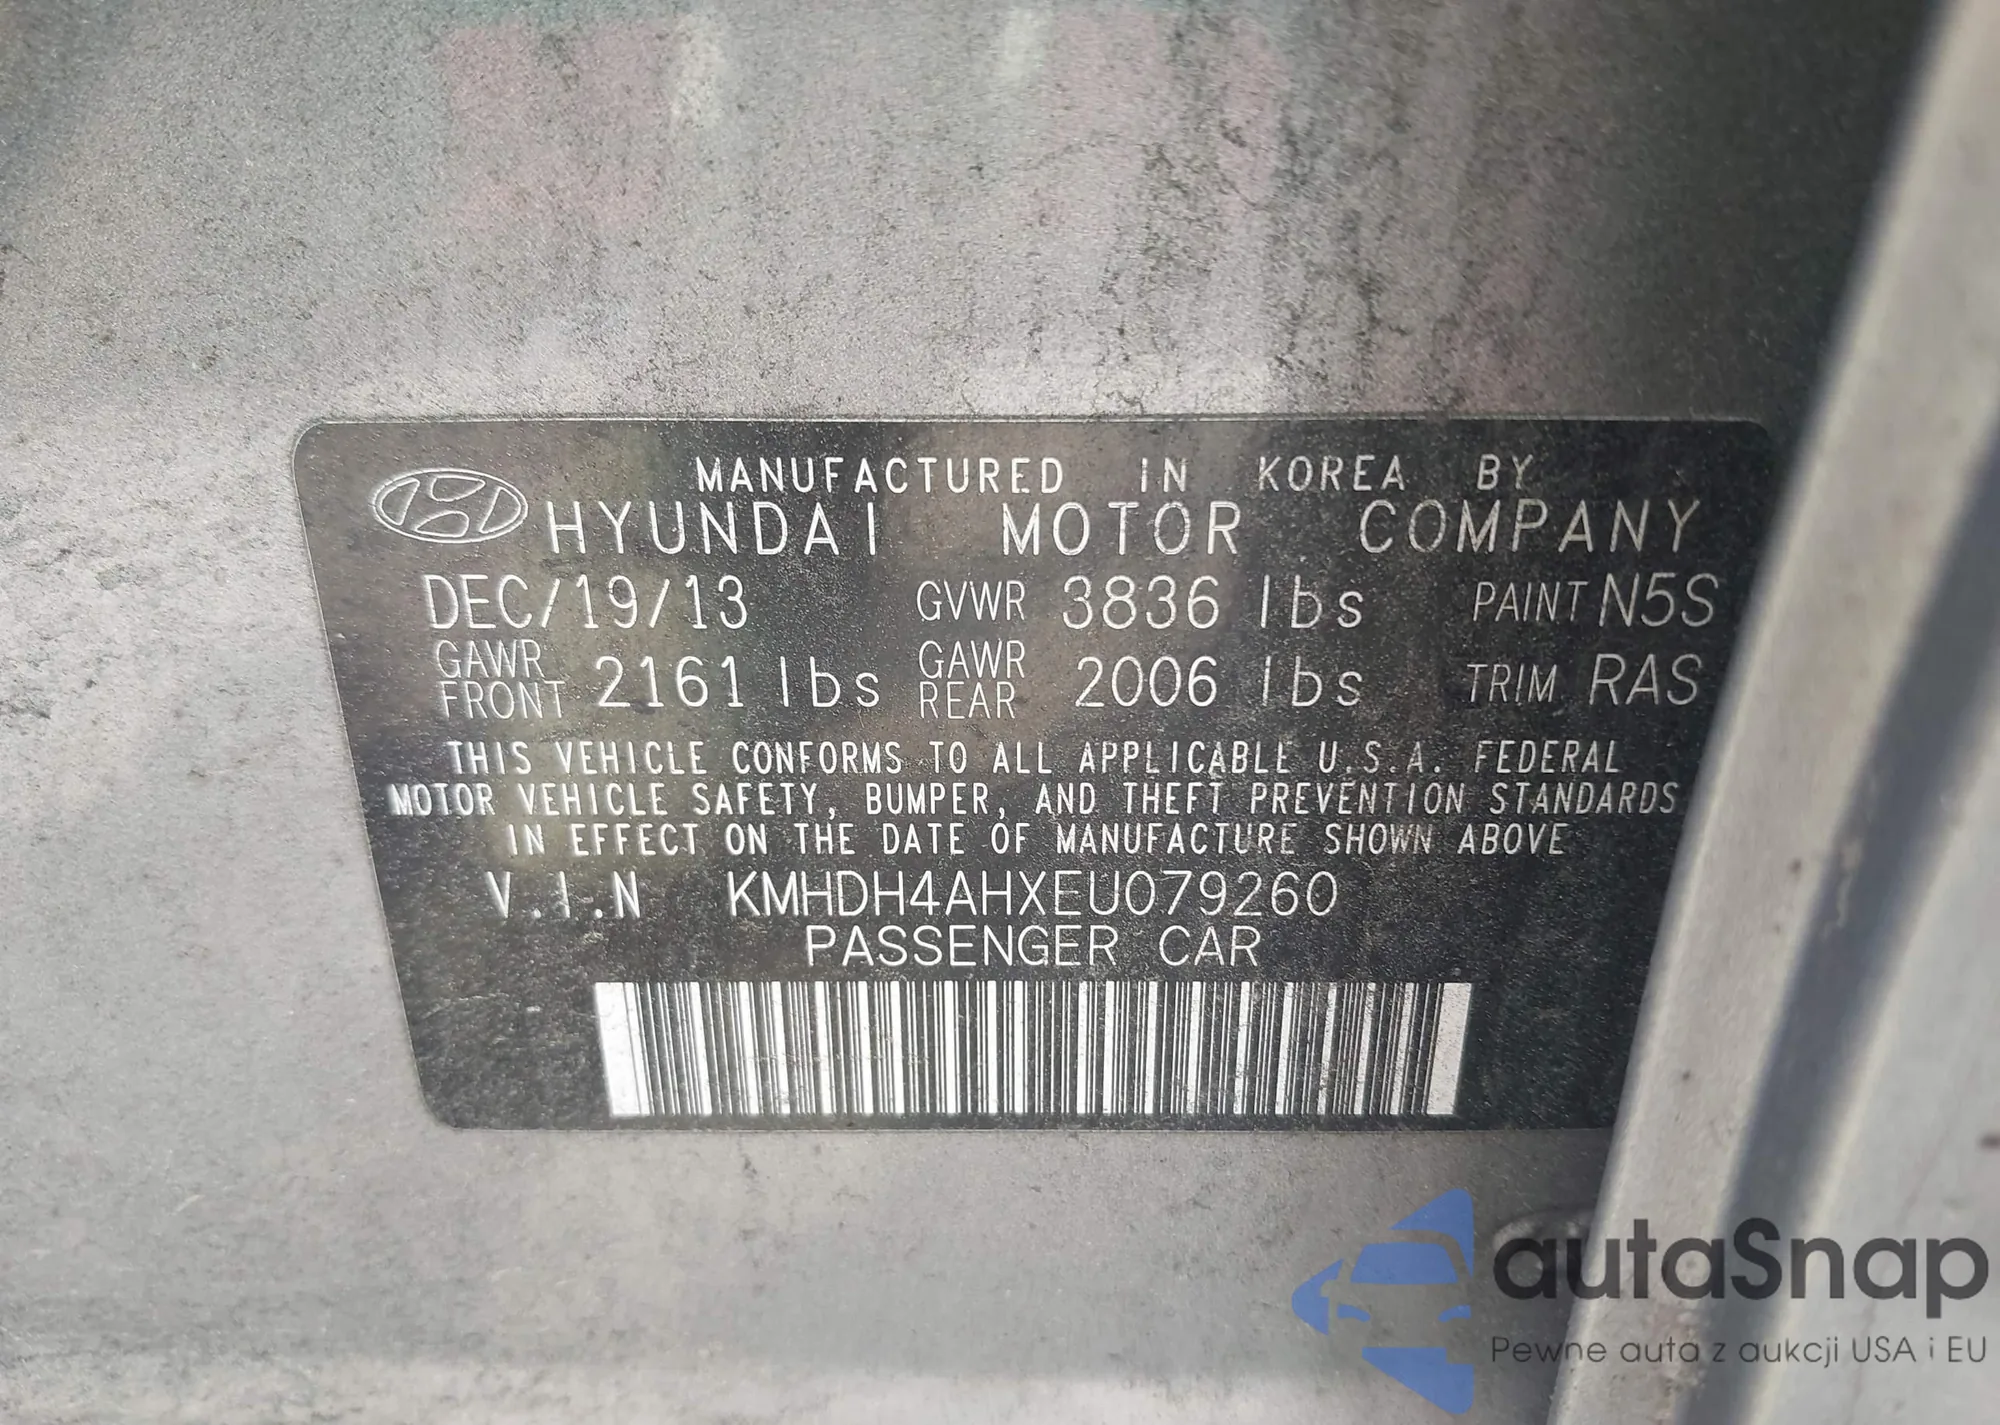 MANUFACTURED IN KOREA BY
HYUNDAI MOTOR COMPANY
DEC/19/13 GVWR 3836 lbs PAINT N5S
GAWR FRONT 2161 lbs GAWR REAR 2006 lbs TRIM RAS
THIS VEHICLE CONFORMS TO ALL APPLICABLE U.S.A. FEDERAL
MOTOR VEHICLE SAFETY, BUMPER, AND THEFT PREVENTION STANDARDS
IN EFFECT ON THE DATE OF MANUFACTURE SHOWN ABOVE
V.I.N KMHDH4AHXEU079260
PASSENGER CAR
autaSnap
Pewne auta z aukcji USA i EU